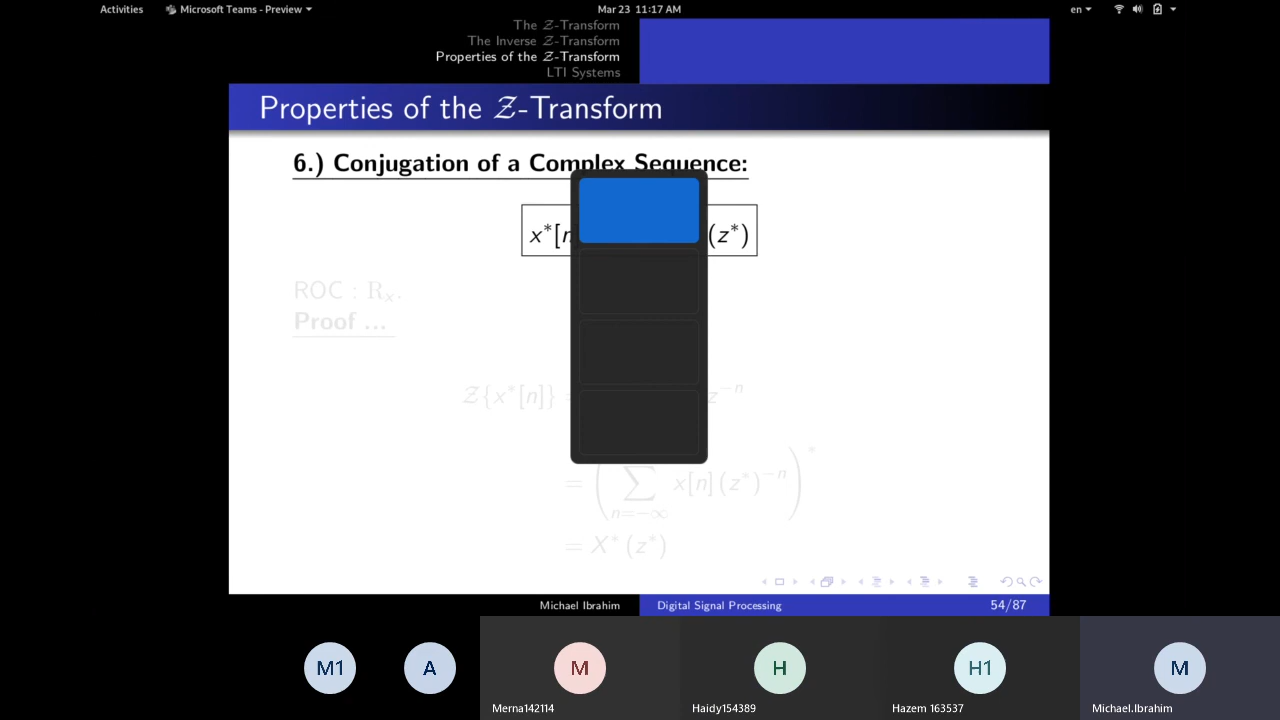 Activities Microsoft Teams - Preview Mar 23 11:17 AM en
The Z-Transform
The Inverse Z-Transform
Properties of the Z-Transform
LTI Systems
Properties of the 𝒵-Transform
6.) Conjugation of a Complex Sequence:
x*[n (z*)
ROC : Rₓ.
Proof ...
𝒵{x*[n]} = z⁻ⁿ
= (∑ n=-∞ x[n] (z*)⁻ⁿ)*
= X* (z*)
Michael Ibrahim Digital Signal Processing 54/87
M1 A M H H1 M
Merna142114 Haidy154389 Hazem 163537 Michael.Ibrahim